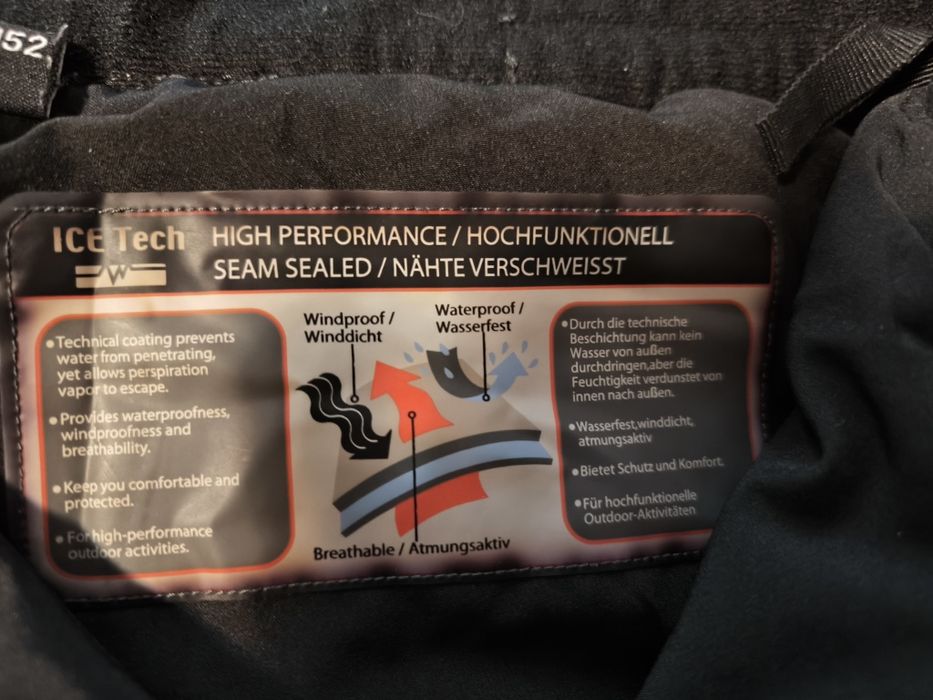 152
ICE Tech
HIGH PERFORMANCE / HOCHFUNKTIONELL
SEAM SEALED / NÄHTE VERSCHWEISST
• Technical coating prevents
water from penetrating,
yet allows perspiration
vapor to escape.
• Provides waterproofness,
windproofness and
breathability.
• Keep you comfortable and
protected.
• For high-performance
outdoor activities.
Windproof /
Winddicht
Waterproof /
Wasserfest
Breathable / Atmungsaktiv
• Durch die technische
Beschichtung kann kein
Wasser von außen
durchdringen,aber die
Feuchtigkeit verdunstet von
innen nach außen.
• Wasserfest,winddicht,
atmungsaktiv
• Bietet Schutz und Komfort.
• Für hochfunktionelle
Outdoor-Aktivitäten